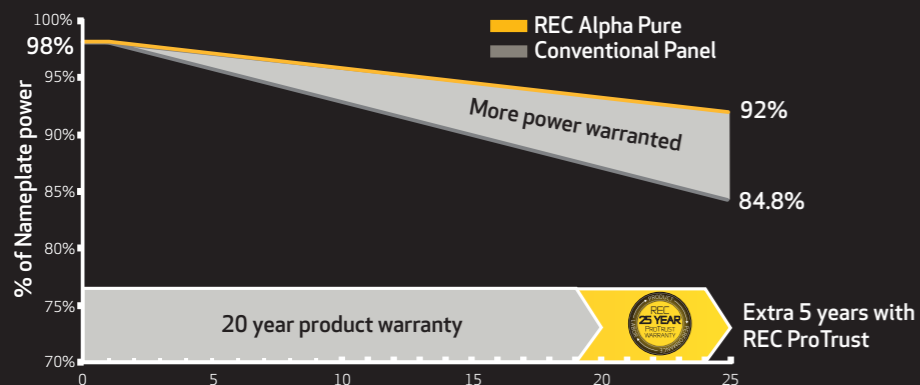 100%
98%
95%
90%
85%
80%
75%
70%
% of Nameplate power
REC Alpha Pure
Conventional Panel
More power warranted
92%
84.8%
20 year product warranty
PRODUCT
REC
25 YEAR
PROTRUST
WARRANTY
Extra 5 years with
REC ProTrust
0 5 10 15 20 25